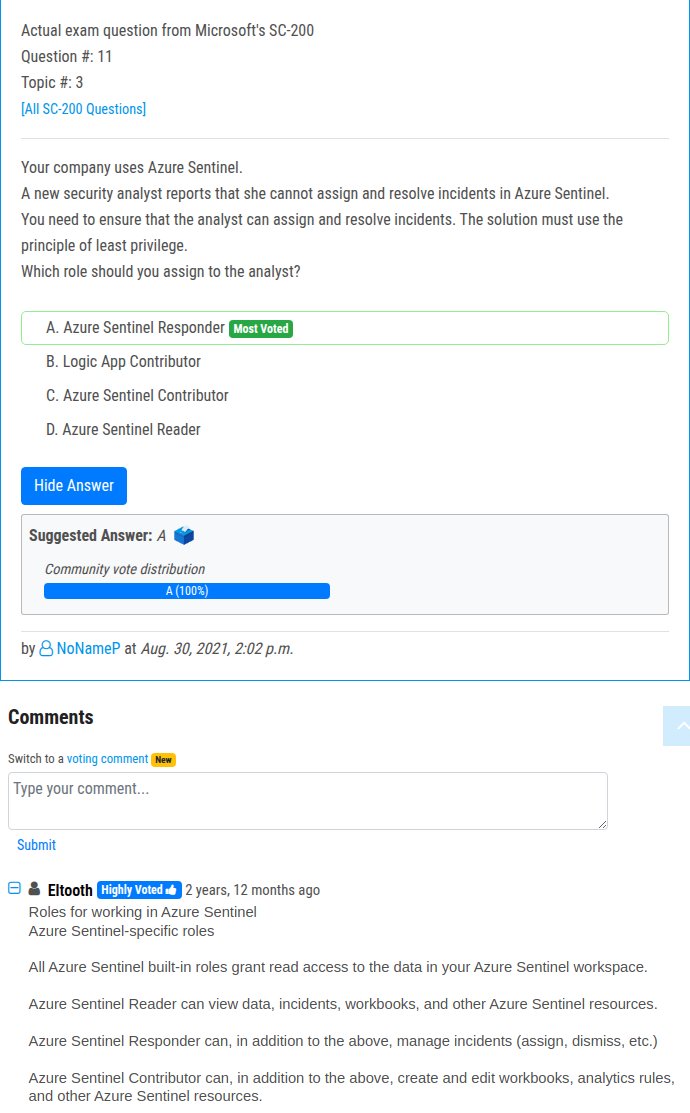 Actual exam question from Microsoft's SC-200
Question #: 11
Topic #: 3
[All SC-200 Questions]
Your company uses Azure Sentinel.
A new security analyst reports that she cannot assign and resolve incidents in Azure Sentinel.
You need to ensure that the analyst can assign and resolve incidents. The solution must use the
principle of least privilege.
Which role should you assign to the analyst?
A. Azure Sentinel Responder Most Voted
B. Logic App Contributor
C. Azure Sentinel Contributor
D. Azure Sentinel Reader
Hide Answer
Suggested Answer: A
Community vote distribution
A (100%)
by NoNameP at Aug. 30, 2021, 2:02 p.m.
Comments
Switch to a voting comment New
Type your comment...
Submit
Eltooth Highly Voted 2 years, 12 months ago
Roles for working in Azure Sentinel
Azure Sentinel-specific roles
All Azure Sentinel built-in roles grant read access to the data in your Azure Sentinel workspace.
Azure Sentinel Reader can view data, incidents, workbooks, and other Azure Sentinel resources.
Azure Sentinel Responder can, in addition to the above, manage incidents (assign, dismiss, etc.)
Azure Sentinel Contributor can, in addition to the above, create and edit workbooks, analytics rules,
and other Azure Sentinel resources.